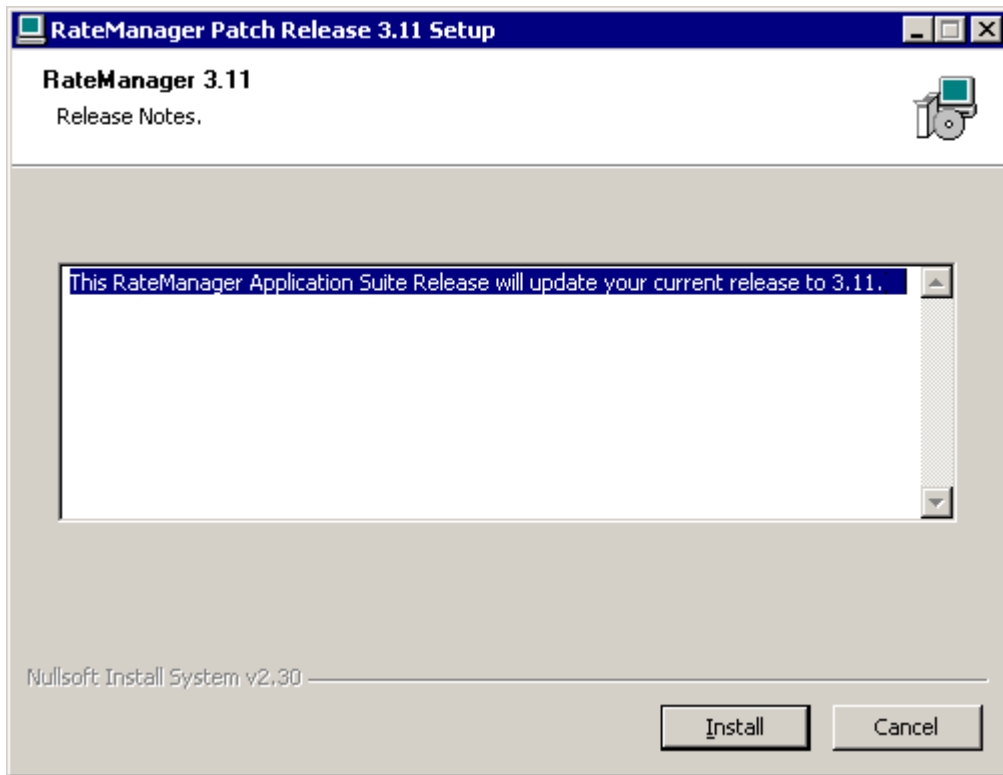 RateManager Patch Release 3.11 Setup
RateManager 3.11
Release Notes.
This RateManager Application Suite Release will update your current release to 3.11.
Nullsoft Install System v2.30
Install Cancel